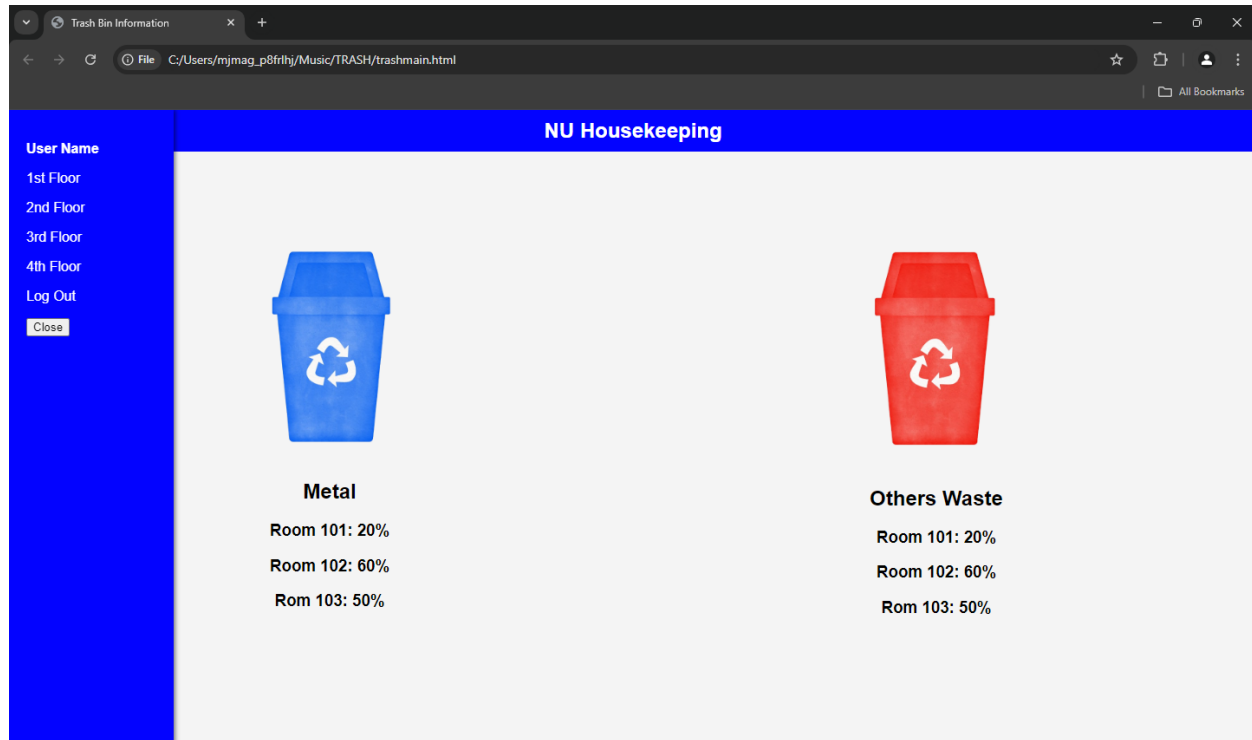 Trash Bin Information
File C:/Users/mjmag_p8frlhj/Music/TRASH/trashmain.html
All Bookmarks
NU Housekeeping
User Name
1st Floor
2nd Floor
3rd Floor
4th Floor
Log Out
Close
Metal
Room 101: 20%
Room 102: 60%
Rom 103: 50%
Others Waste
Room 101: 20%
Room 102: 60%
Rom 103: 50%